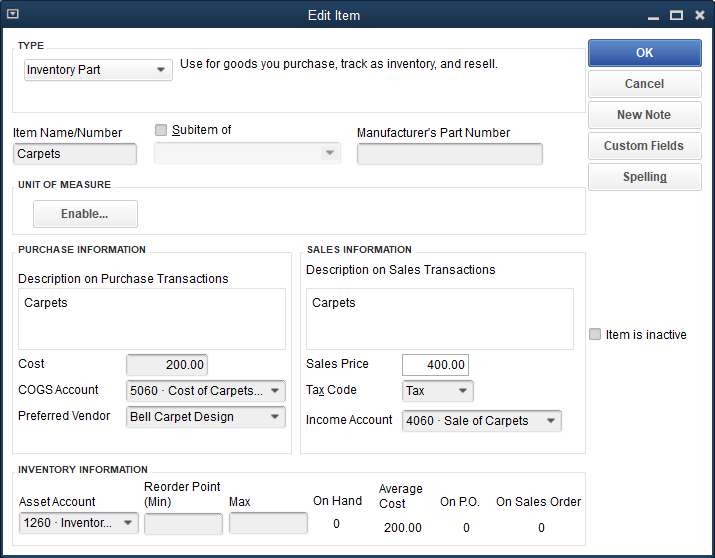 Edit Item
TYPE
Inventory Part
Use for goods you purchase, track as inventory, and resell.
OK
Cancel
New Note
Custom Fields
Spelling
Item Name/Number
Subitem of
Manufacturer's Part Number
Carpets
UNIT OF MEASURE
Enable...
PURCHASE INFORMATION
Description on Purchase Transactions
Carpets
Cost 200.00
COGS Account 5060 · Cost of Carpets...
Preferred Vendor Bell Carpet Design
SALES INFORMATION
Description on Sales Transactions
Carpets
Sales Price 400.00
Tax Code Tax
Income Account 4060 · Sale of Carpets
Item is inactive
INVENTORY INFORMATION
Asset Account
1260 · Inventor...
Reorder Point
(Min)
Max
On Hand
0
Average
Cost
200.00
On P.O.
0
On Sales Order
0